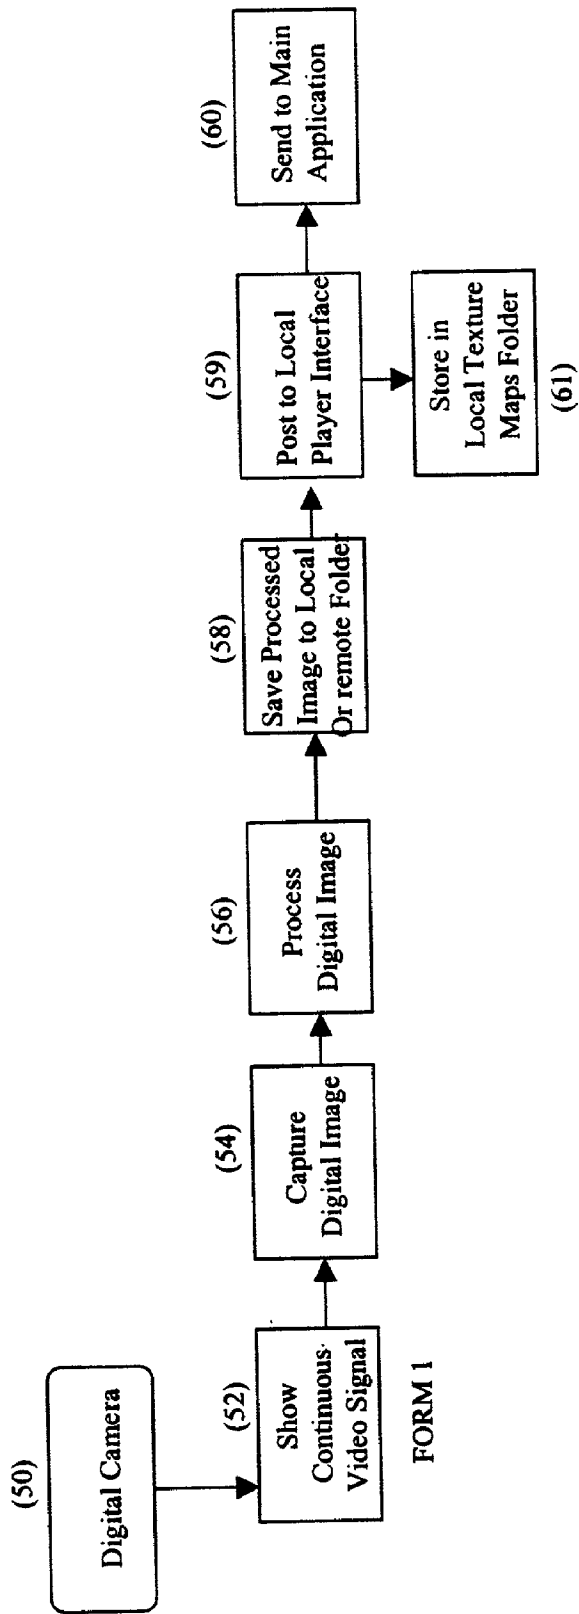 (50)
Digital Camera
(52)
Show
Continuous
Video Signal
FORM 1
(54)
Capture
Digital Image
(56)
Process
Digital Image
(58)
Save Processed
Image to Local
Or remote Folder
(59)
Post to Local
Player Interface
(60)
Send to Main
Application
Store in
Local Texture
Maps Folder
(61)